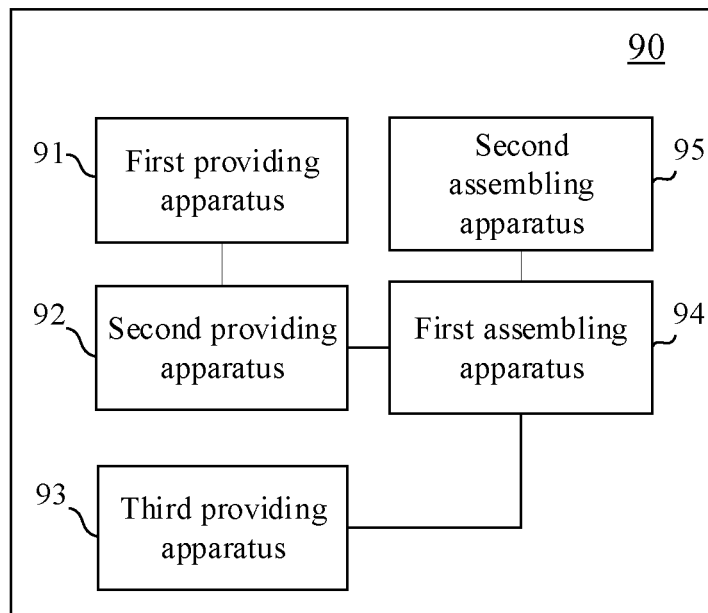 90
91
First providing
apparatus
Second
assembling
apparatus
95
92
Second providing
apparatus
First assembling
apparatus
94
93
Third providing
apparatus